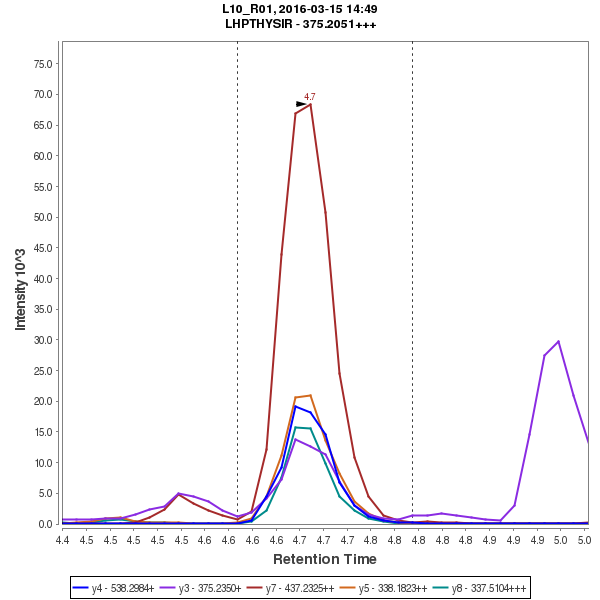 L10_R01, 2016-03-15 14:49
LHPTHYSIR - 375.2051+++
75.0
70.0
65.0
60.0
55.0
50.0
45.0
40.0
35.0
30.0
25.0
20.0
15.0
10.0
5.0
0.0
Intensity 10^3
4.7
4.4 4.5 4.5 4.5 4.5 4.5 4.6 4.6 4.6 4.6 4.7 4.7 4.7 4.8 4.8 4.8 4.8 4.9 4.9 4.9 4.9 5.0 5.0
Retention Time
y4 - 538.2984+ y3 - 375.2350+ y7 - 437.2325++ y5 - 338.1823++ y8 - 337.5104+++